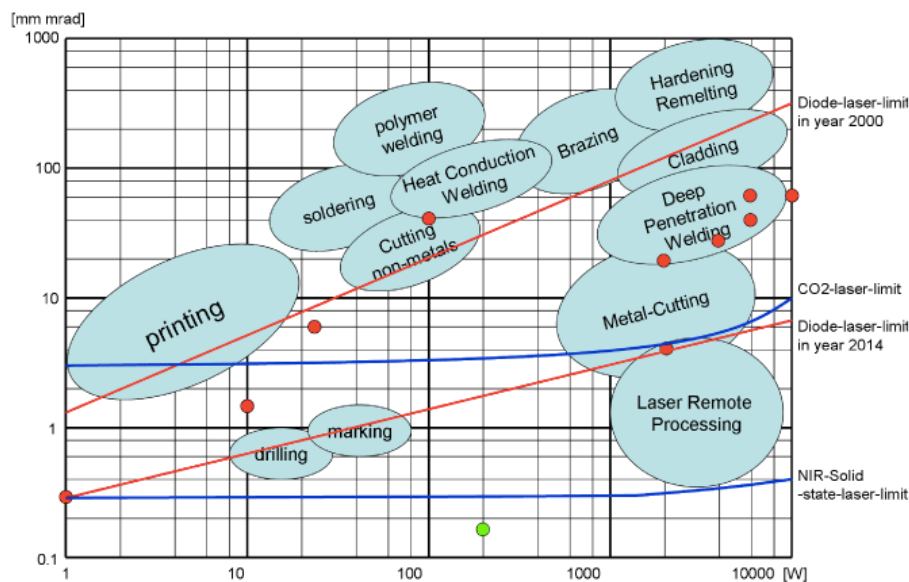 [mm mrad]
1000
100
10
1
0.1
Hardening
Remelting
Diode-laser-limit
in year 2000
polymer
welding
Brazing
Cladding
Heat Conduction
Welding
soldering
Deep
Penetration
Welding
Cutting
non-metals
CO2-laser-limit
printing
Metal-Cutting
Diode-laser-limit
in year 2014
Laser Remote
Processing
marking
drilling
NIR-Solid
-state-laser-limit
1
10
100
1000
10000
[W]